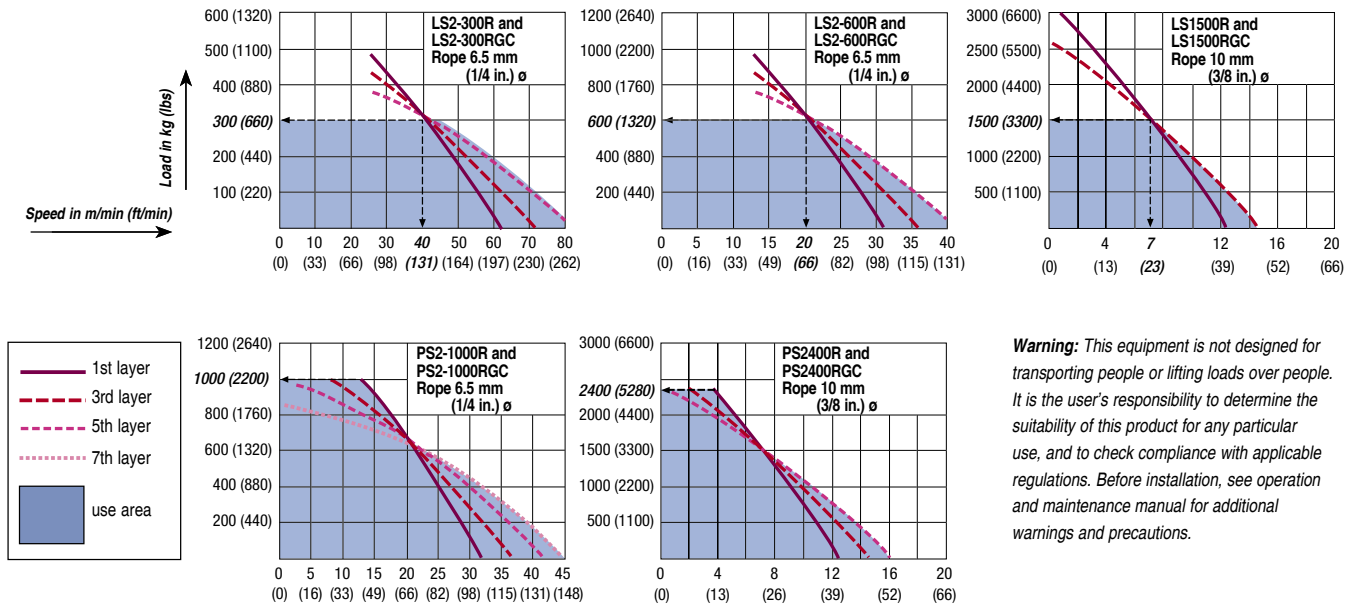 Load in kg (lbs)
Speed in m/min (ft/min)
LS2-300R and
LS2-300RGC
Rope 6.5 mm
(1/4 in.) ø
600 (1320)
500 (1100)
400 (880)
300 (660)
200 (440)
100 (220)
0 10 20 30 40 50 60 70 80
(0) (33) (66) (98) (131) (164) (197) (230) (262)
LS2-600R and
LS2-600RGC
Rope 6.5 mm
(1/4 in.) ø
1200 (2640)
1000 (2200)
800 (1760)
600 (1320)
400 (880)
200 (440)
0 5 10 15 20 25 30 35 40
(0) (16) (33) (49) (66) (82) (98) (115) (131)
LS1500R and
LS1500RGC
Rope 10 mm
(3/8 in.) ø
3000 (6600)
2500 (5500)
2000 (4400)
1500 (3300)
1000 (2200)
500 (1100)
0 4 7 12 16 20
(0) (13) (23) (39) (52) (66)
1st layer
3rd layer
5th layer
7th layer
use area
PS2-1000R and
PS2-1000RGC
Rope 6.5 mm
(1/4 in.) ø
1200 (2640)
1000 (2200)
800 (1760)
600 (1320)
400 (880)
200 (440)
0 5 10 15 20 25 30 35 40 45
(0) (16) (33) (49) (66) (82) (98) (115) (131) (148)
PS2400R and
PS2400RGC
Rope 10 mm
(3/8 in.) ø
3000 (6600)
2400 (5280)
2000 (4400)
1500 (3300)
1000 (2200)
500 (1100)
0 4 8 12 16 20
(0) (13) (26) (39) (52) (66)
Warning: This equipment is not designed for
transporting people or lifting loads over people.
It is the user's responsibility to determine the
suitability of this product for any particular
use, and to check compliance with applicable
regulations. Before installation, see operation
and maintenance manual for additional
warnings and precautions.